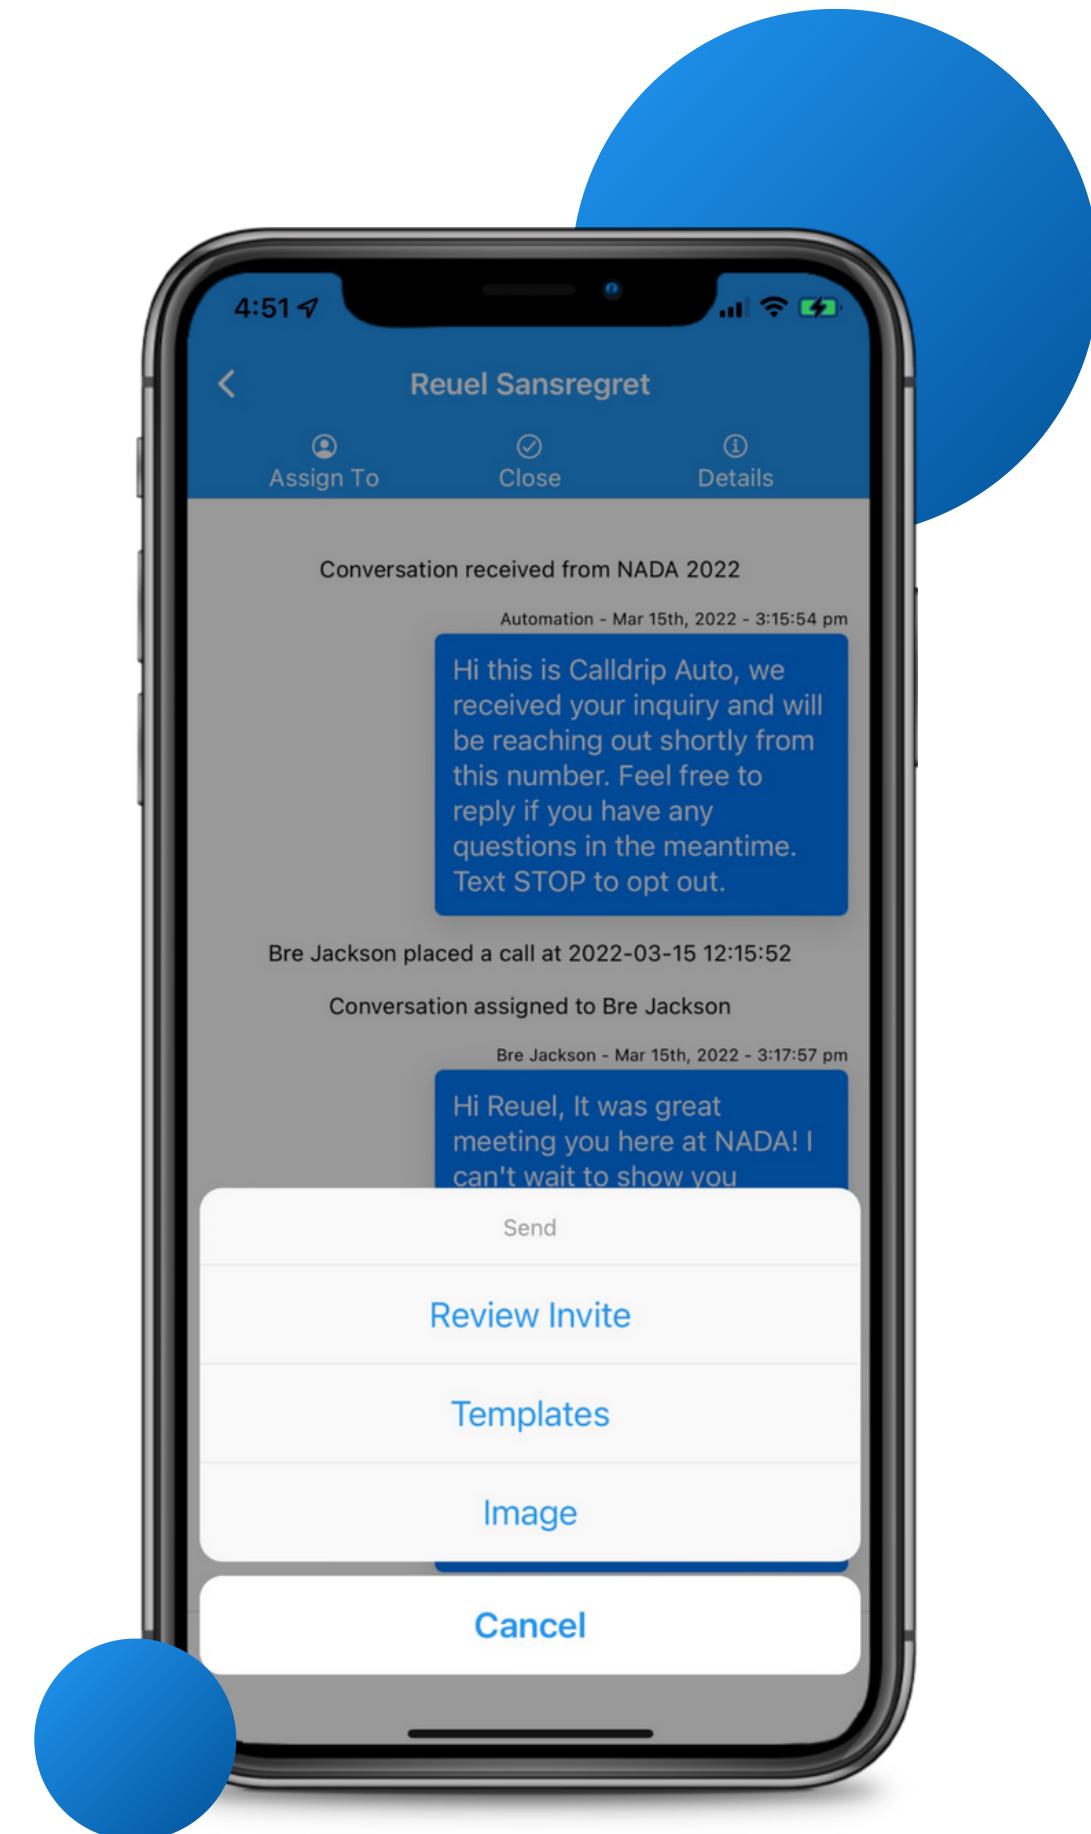 4:51
Reuel Sansregret
Assign To
Close
Details
Conversation received from NADA 2022
Automation - Mar 15th, 2022 - 3:15:54 pm
Hi this is Calldrip Auto, we
received your inquiry and will
be reaching out shortly from
this number. Feel free to
reply if you have any
questions in the meantime.
Text STOP to opt out.
Bre Jackson placed a call at 2022-03-15 12:15:52
Conversation assigned to Bre Jackson
Bre Jackson - Mar 15th, 2022 - 3:17:57 pm
Hi Reuel, It was great
meeting you here at NADA! I
can't wait to show you
Send
Review Invite
Templates
Image
Cancel